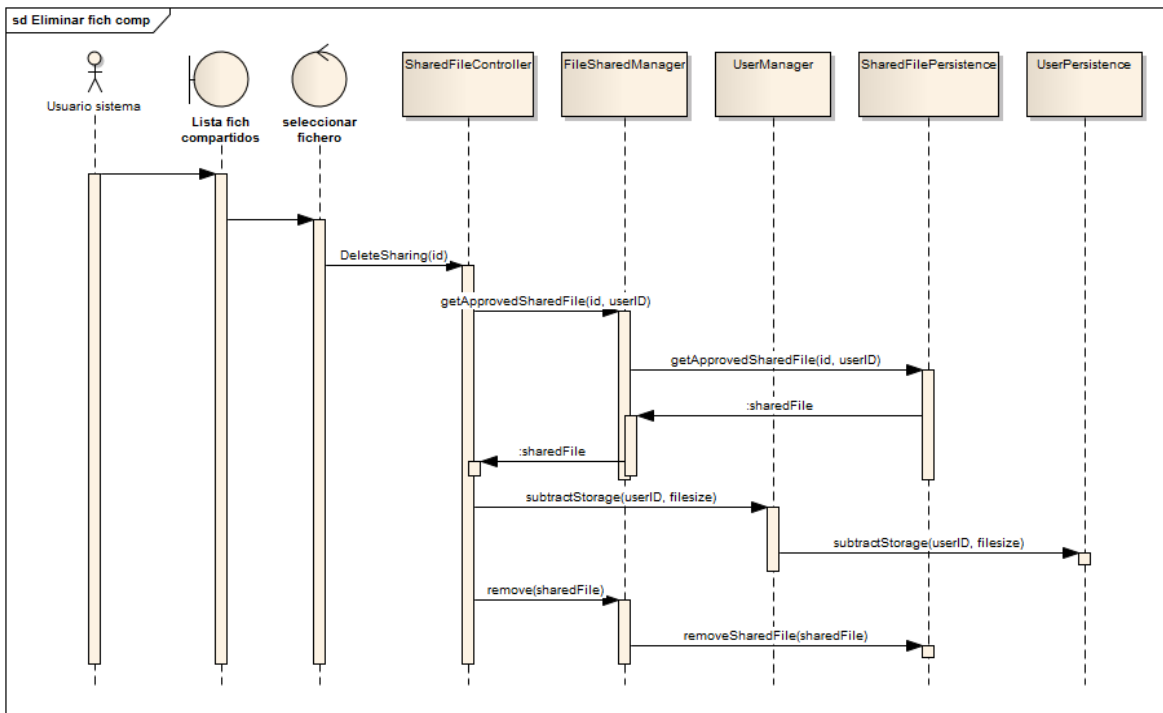 sd Eliminar fich comp
Usuario sistema
Lista fich
compartidos
seleccionar
fichero
SharedFileController
FileSharedManager
UserManager
SharedFilePersistence
UserPersistence
DeleteSharing(id)
getApprovedSharedFile(id, userID)
getApprovedSharedFile(id, userID)
:sharedFile
:sharedFile
subtractStorage(userID, filesize)
subtractStorage(userID, filesize)
remove(sharedFile)
removeSharedFile(sharedFile)